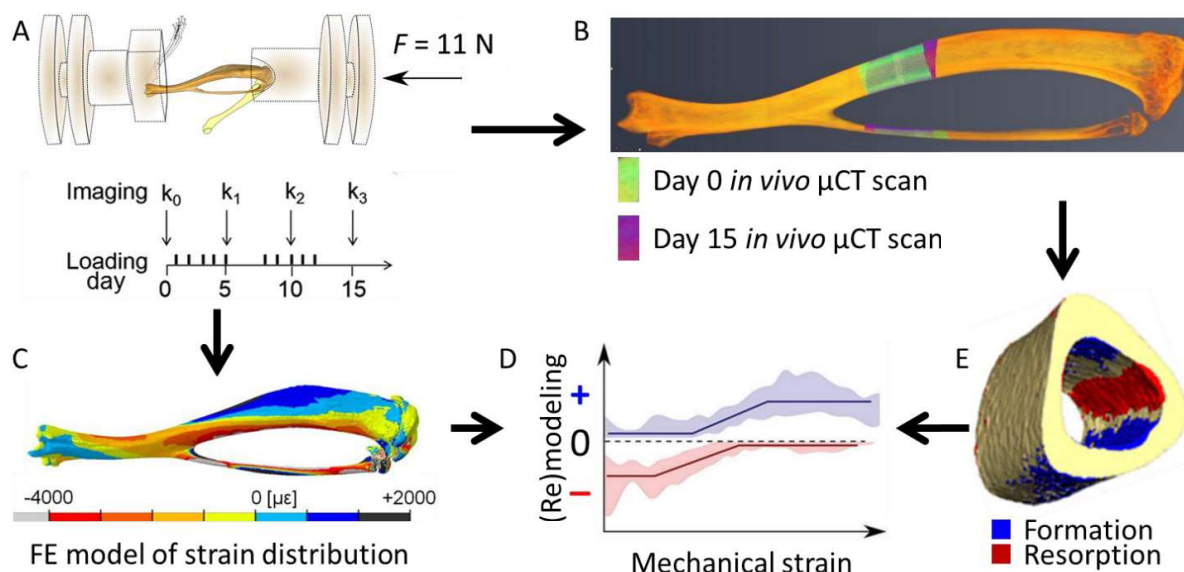 A
F = 11 N
Imaging k₀ k₁ k₂ k₃
Loading
day
0 5 10 15
B
Day 0 in vivo µCT scan
Day 15 in vivo µCT scan
C
-4000 0 [µε] +2000
FE model of strain distribution
D
(Re)modeling
+
0
−
Mechanical strain
E
Formation
Resorption